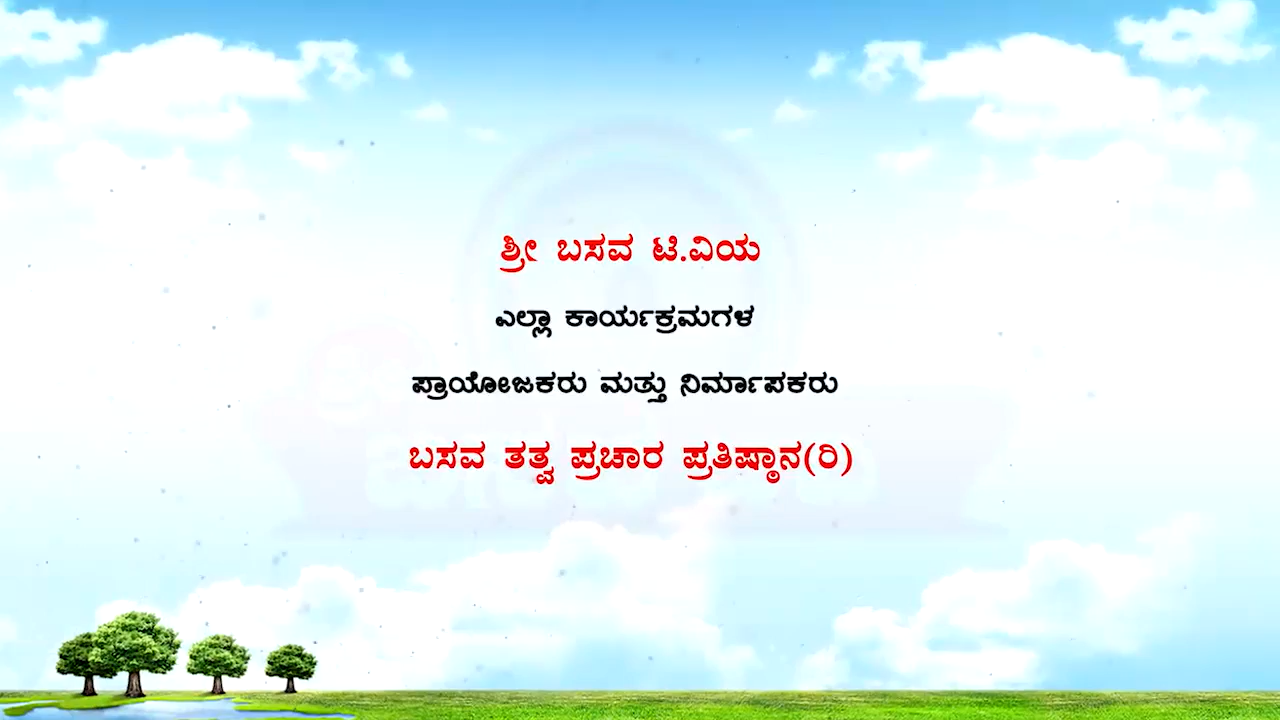 ಶ್ರೀ ಬಸವ ಟಿ.ವಿಯ
ಎಲ್ಲಾ ಕಾರ್ಯಕ್ರಮಗಳ
ಪ್ರಾಯೋಜಕರು ಮತ್ತು ನಿರ್ಮಾಪಕರು
ಬಸವ ತತ್ವ ಪ್ರಚಾರ ಪ್ರತಿಷ್ಠಾನ(ರಿ)